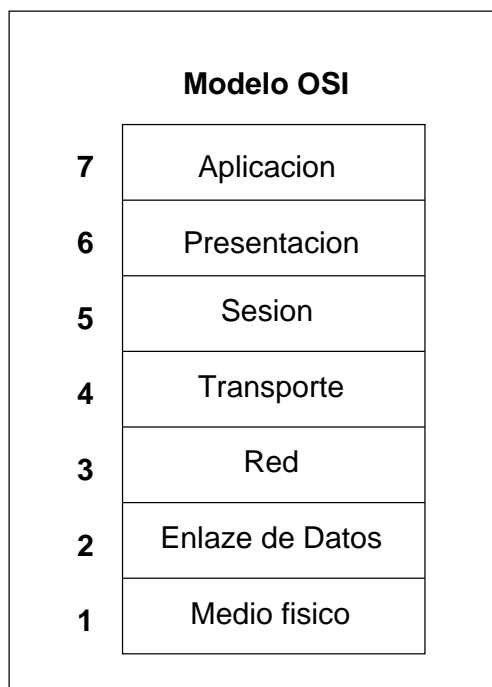 Modelo OSI
7 Aplicacion
6 Presentacion
5 Sesion
4 Transporte
3 Red
2 Enlaze de Datos
1 Medio fisico